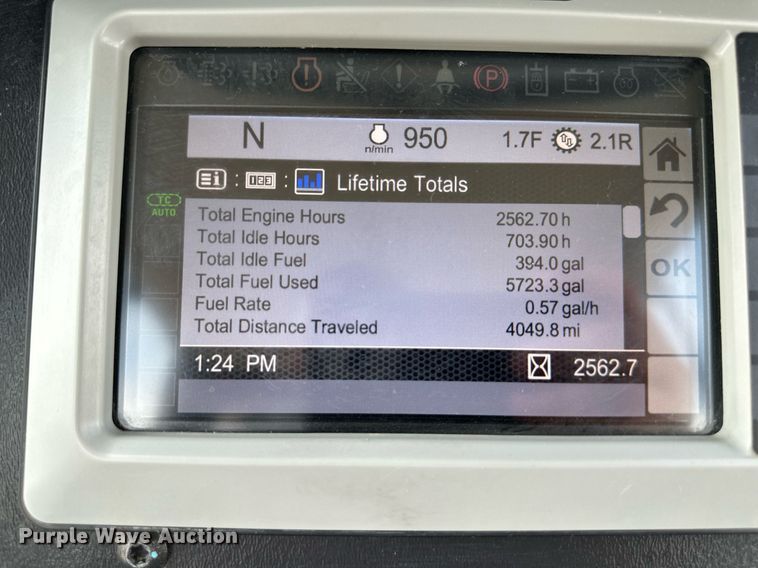 N n/min 950 1.7F 2.1R
i : 123 : Lifetime Totals
TC
AUTO
Total Engine Hours 2562.70 h
Total Idle Hours 703.90 h
Total Idle Fuel 394.0 gal
Total Fuel Used 5723.3 gal
Fuel Rate 0.57 gal/h
Total Distance Traveled 4049.8 mi
OK
1:24 PM 2562.7
P
Purple Wave Auction